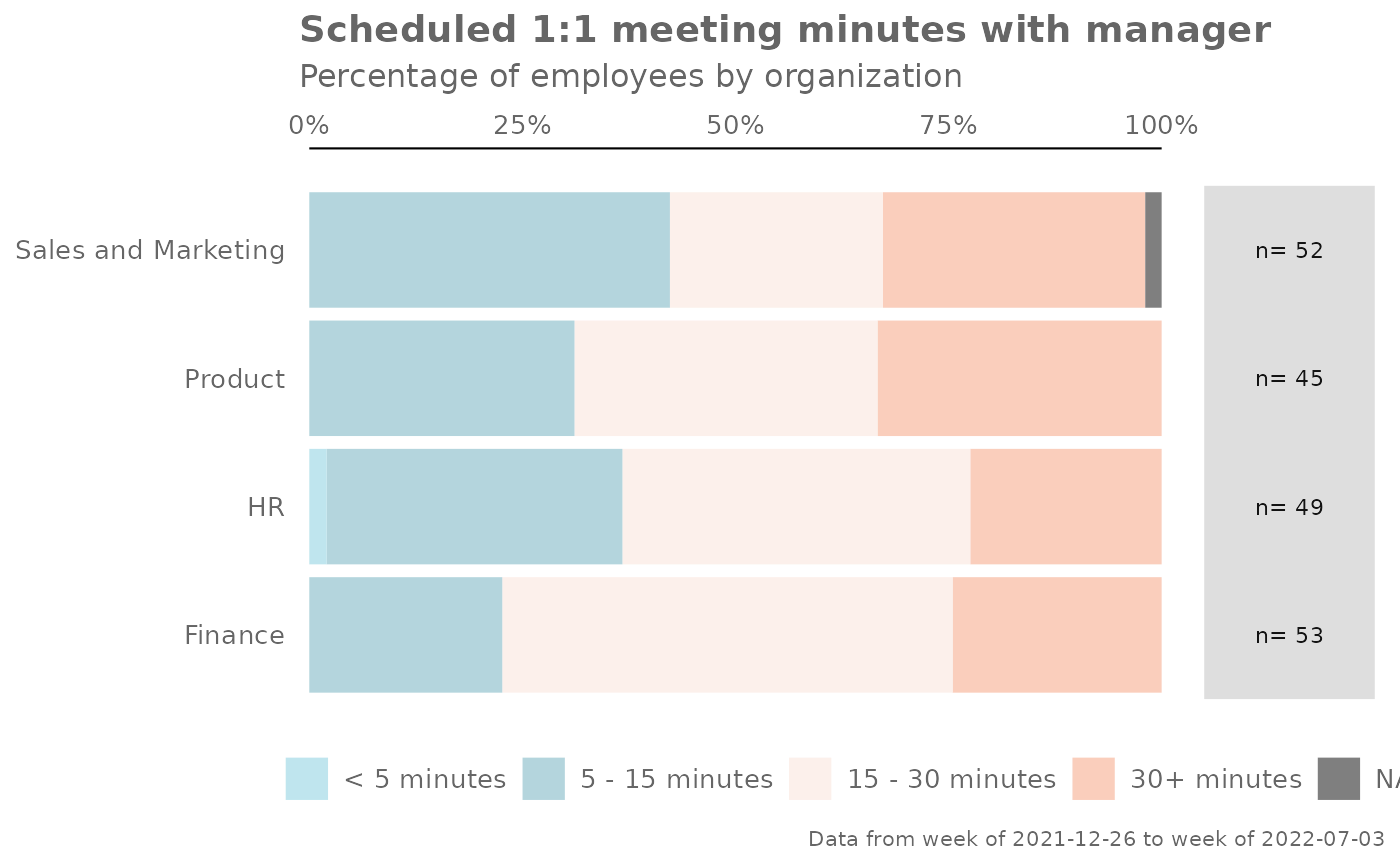 Scheduled 1:1 meeting minutes with manager
Percentage of employees by organization
0% 25% 50% 75% 100%
Sales and Marketing n= 52
Product n= 45
HR n= 49
Finance n= 53
< 5 minutes 5 - 15 minutes 15 - 30 minutes 30+ minutes
Data from week of 2021-12-26 to week of 2022-07-03